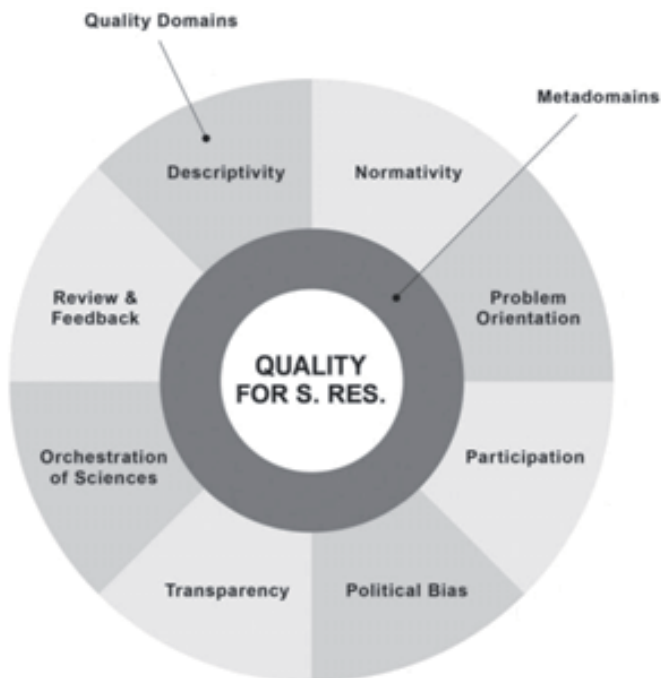 Quality Domains
Metadomains
Descriptivity
Normativity
Review &
Feedback
Problem
Orientation
QUALITY
FOR S. RES.
Orchestration
of Sciences
Participation
Transparency
Political Bias